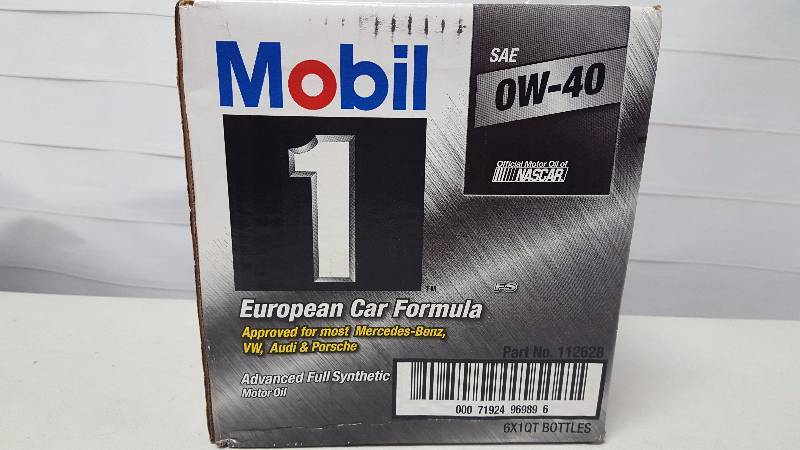 Mobil
1
TM
SAE
0W-40
Official Motor Oil of
NASCAR
FS
European Car Formula
Approved for most Mercedes-Benz,
VW, Audi & Porsche
Advanced Full Synthetic
Motor Oil
Part No. 112628
000 71924 96989 6
6X1QT BOTTLES